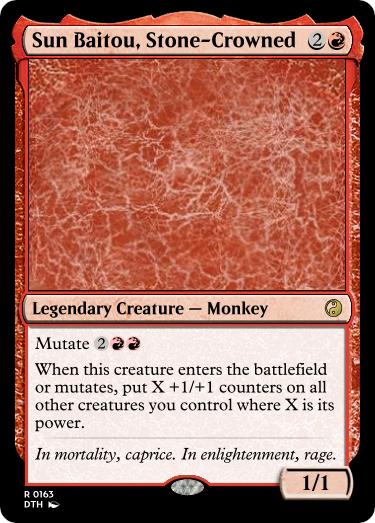 Sun Baitou, Stone-Crowned 2
Legendary Creature — Monkey
Mutate 2
When this creature enters the battlefield
or mutates, put X +1/+1 counters on all
other creatures you control where X is its
power.
In mortality, caprice. In enlightenment, rage.
1/1
R 0163
DTH